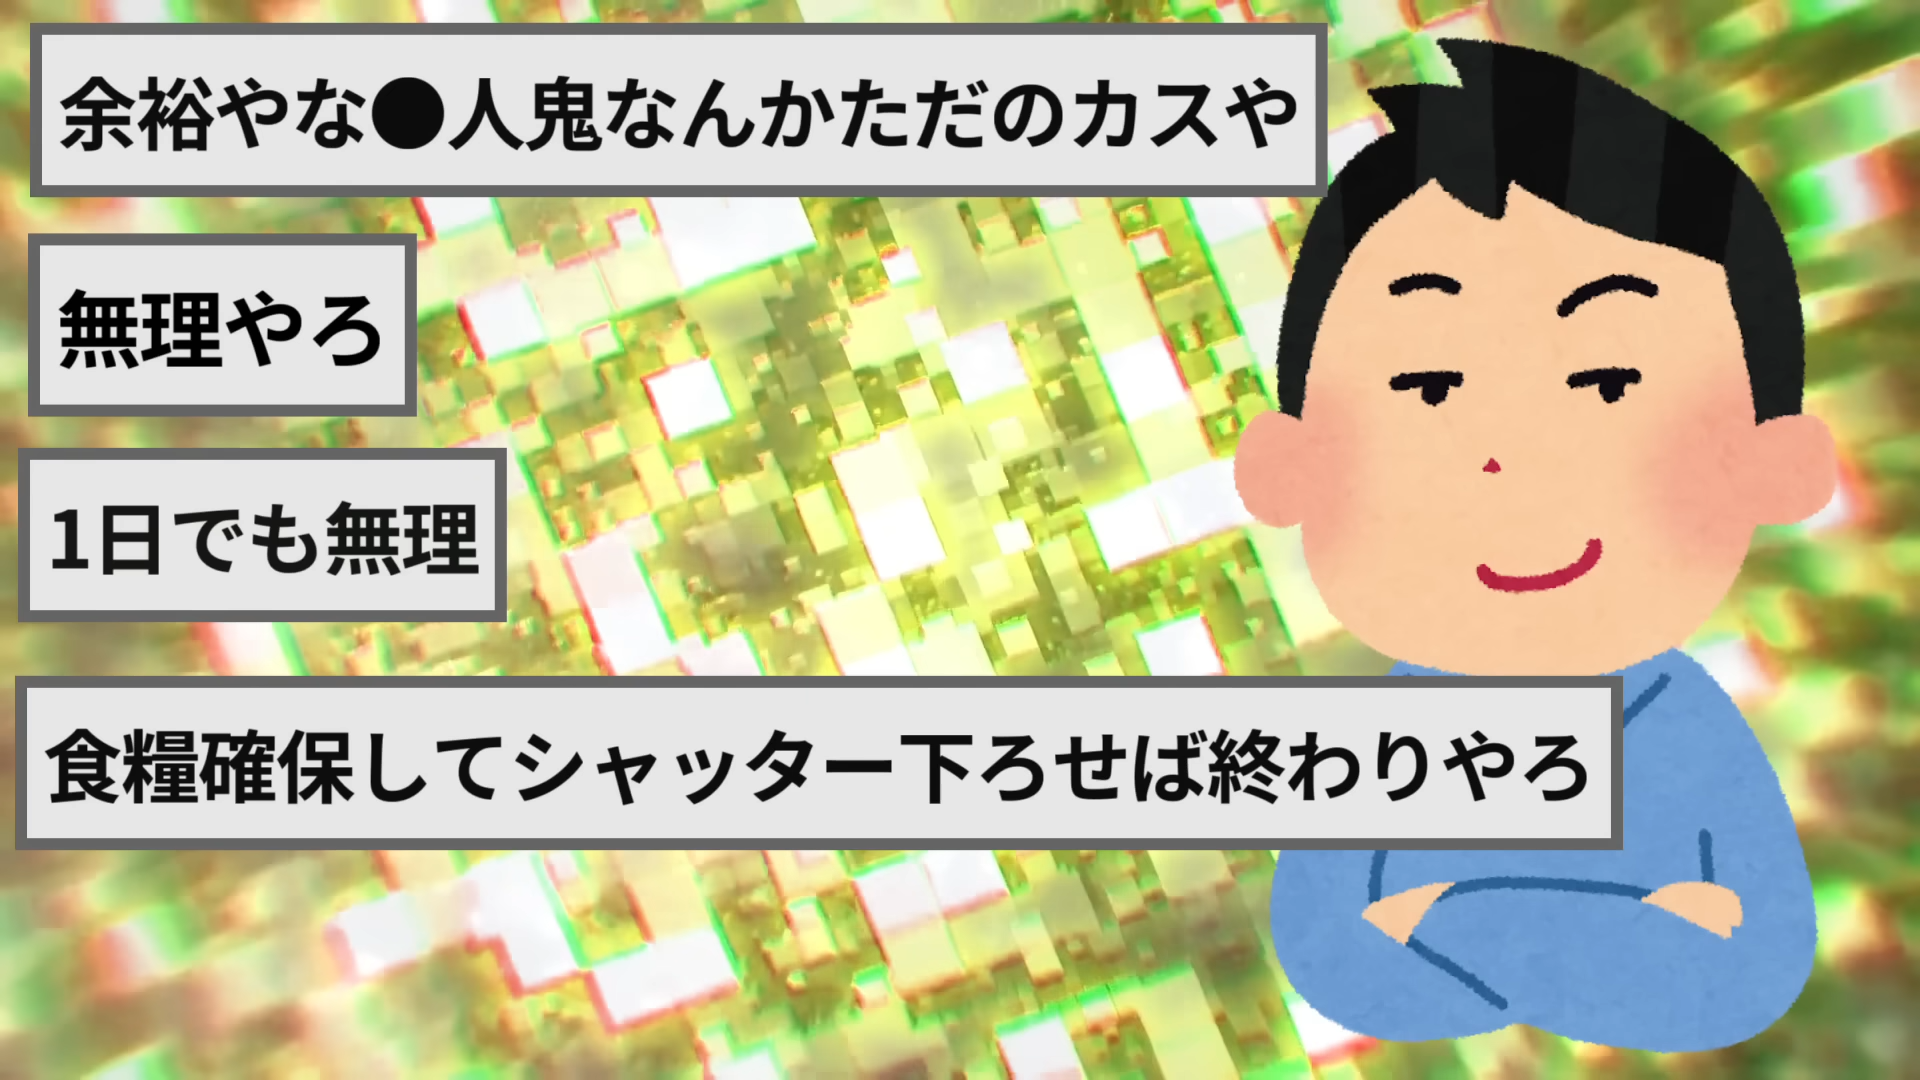 余裕やな●人鬼なんかただのカスや
無理やろ
1日でも無理
食糧確保してシャッター下ろせば終わりやろ